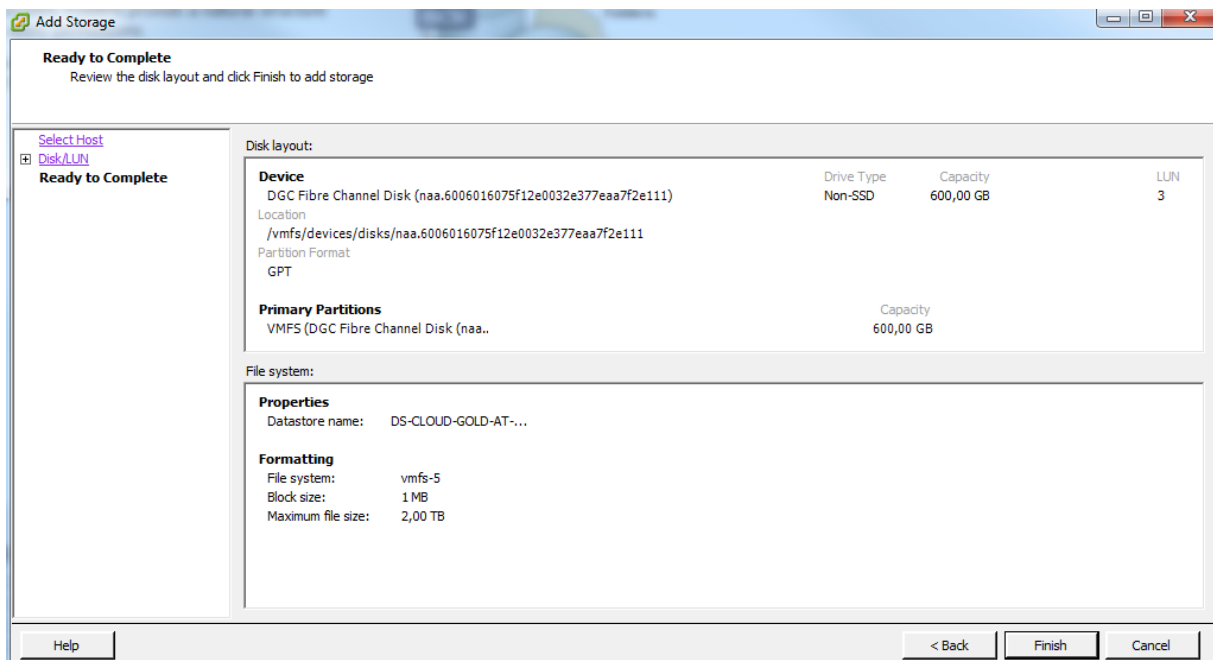 Add Storage
Ready to Complete
Review the disk layout and click Finish to add storage
Select Host
Disk/LUN
Ready to Complete
Disk layout:
Device Drive Type Capacity LUN
DGC Fibre Channel Disk (naa.6006016075f12e0032e377eaa7f2e111) Non-SSD 600,00 GB 3
Location
/vmfs/devices/disks/naa.6006016075f12e0032e377eaa7f2e111
Partition Format
GPT
Primary Partitions Capacity
VMFS (DGC Fibre Channel Disk (naa.. 600,00 GB
File system:
Properties
Datastore name: DS-CLOUD-GOLD-AT-...
Formatting
File system: vmfs-5
Block size: 1 MB
Maximum file size: 2,00 TB
Help < Back Finish Cancel